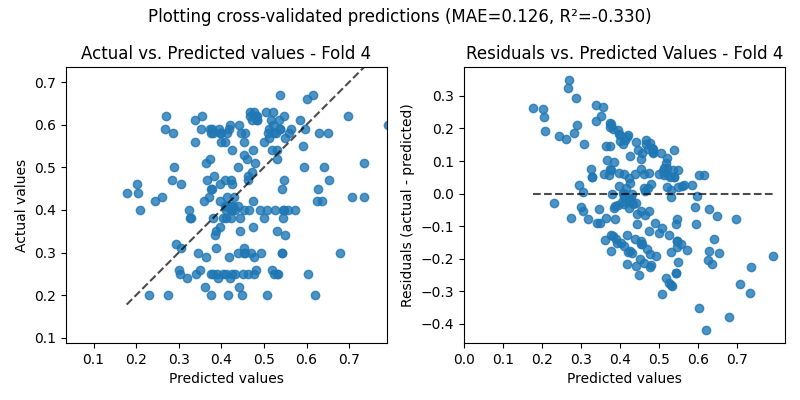 Plotting cross-validated predictions (MAE=0.126, R²=-0.330)
Actual vs. Predicted values - Fold 4
Actual values
0.7
0.6
0.5
0.4
0.3
0.2
0.1
0.1 0.2 0.3 0.4 0.5 0.6 0.7
Predicted values
Residuals vs. Predicted Values - Fold 4
Residuals (actual - predicted)
0.3
0.2
0.1
0.0
−0.1
−0.2
−0.3
−0.4
0.0 0.1 0.2 0.3 0.4 0.5 0.6 0.7
Predicted values